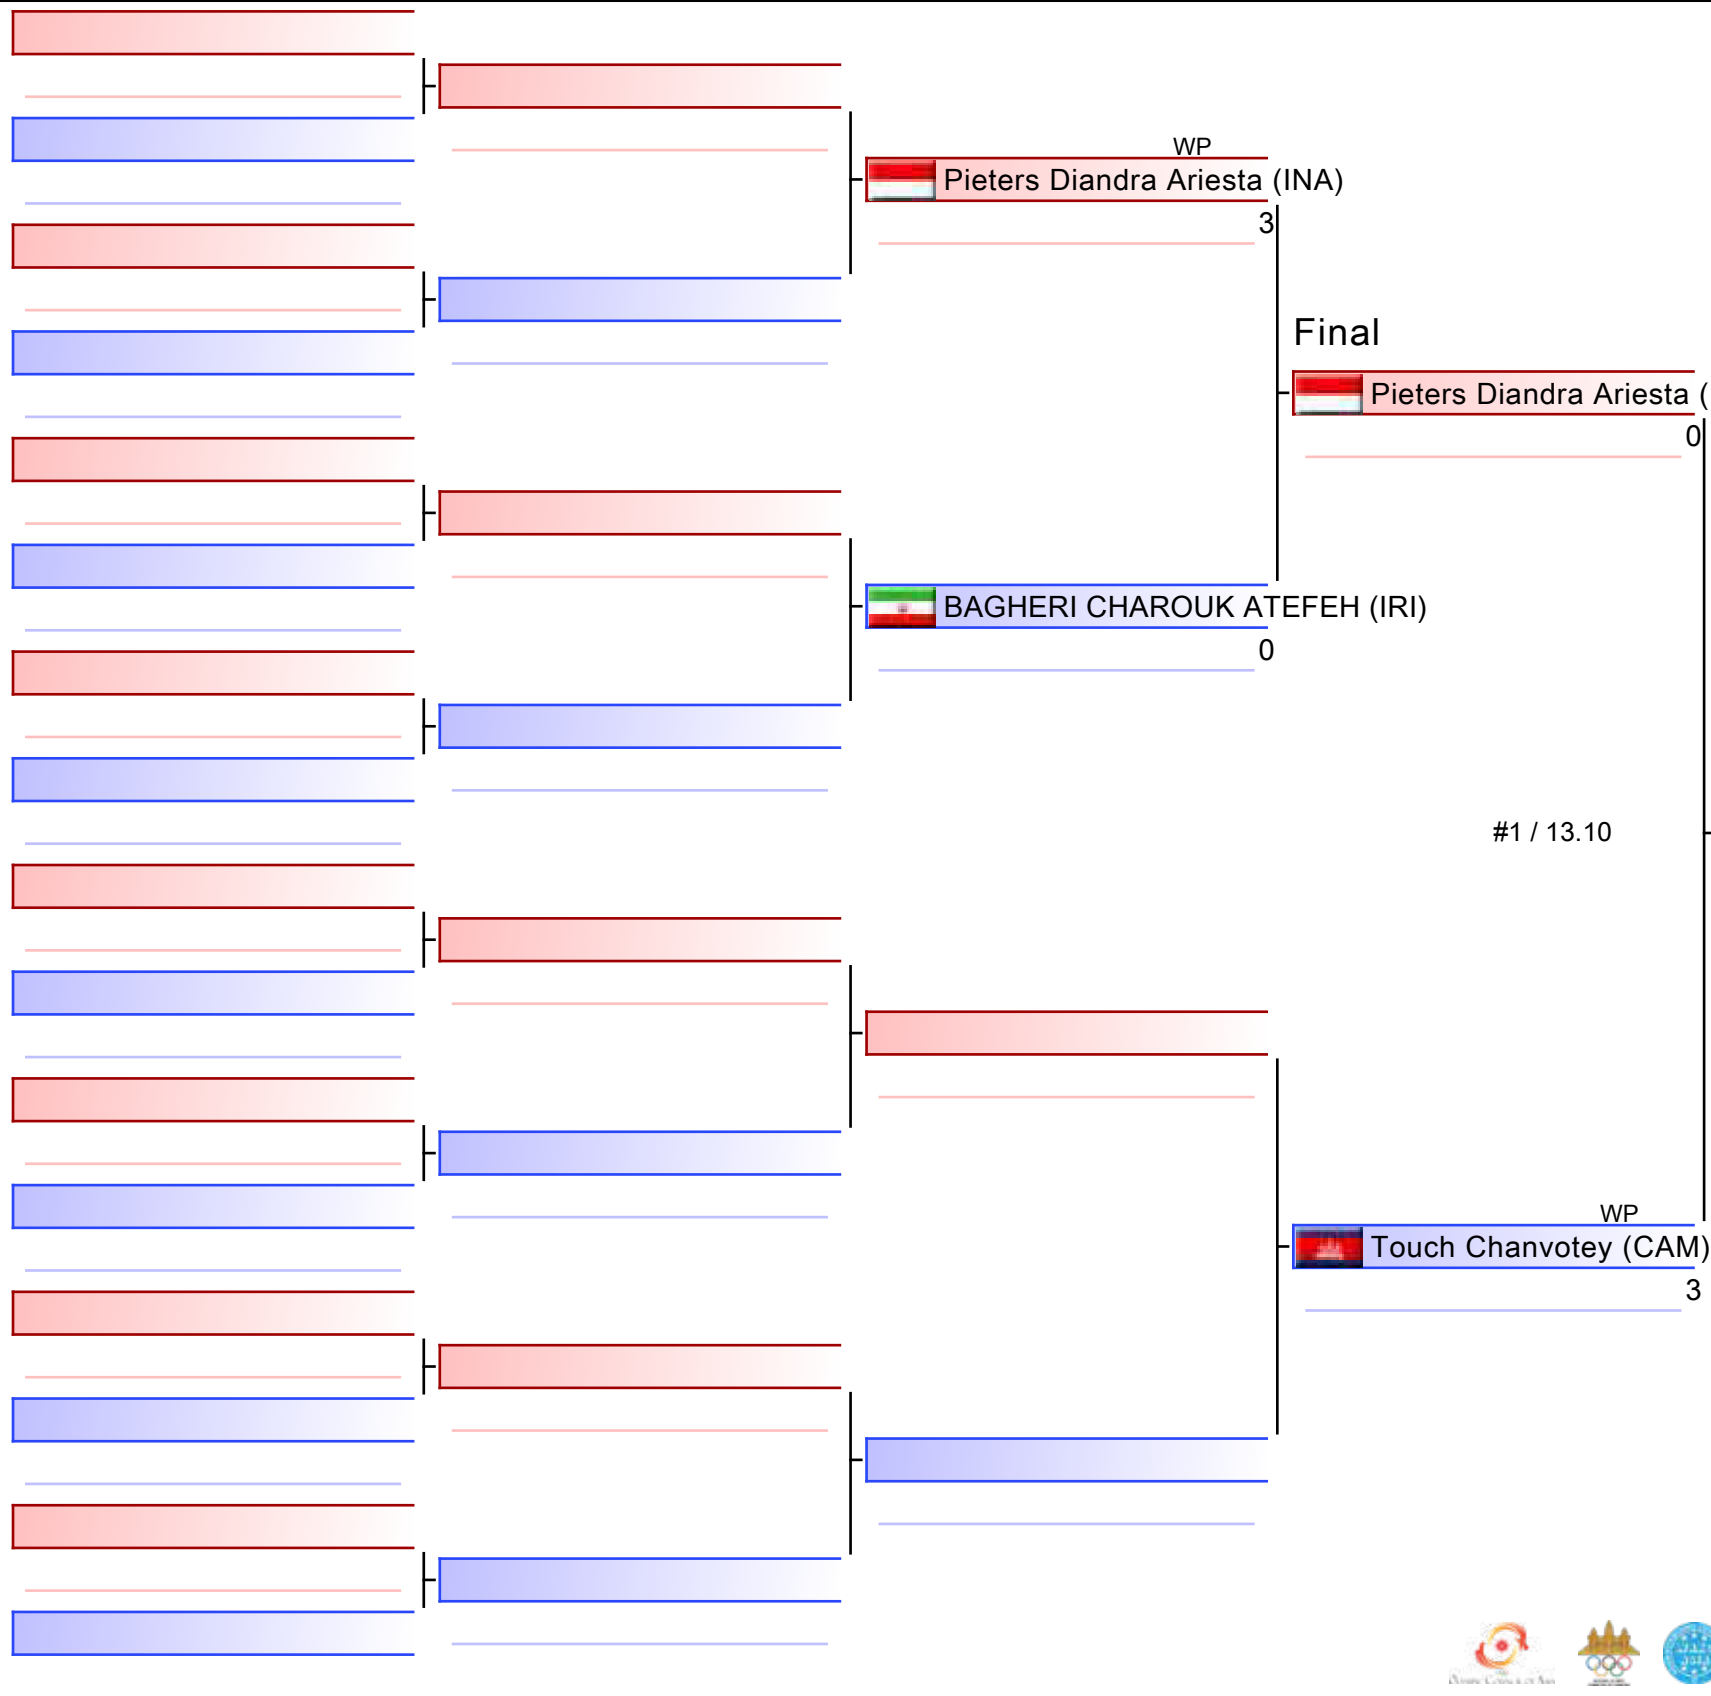 WP
Pieters Diandra Ariesta (INA)
3
Final
Pieters Diandra Ariesta (
0
BAGHERI CHAROUK ATEFEH (IRI)
0
#1 / 13.10
WP
Touch Chanvotey (CAM)
3